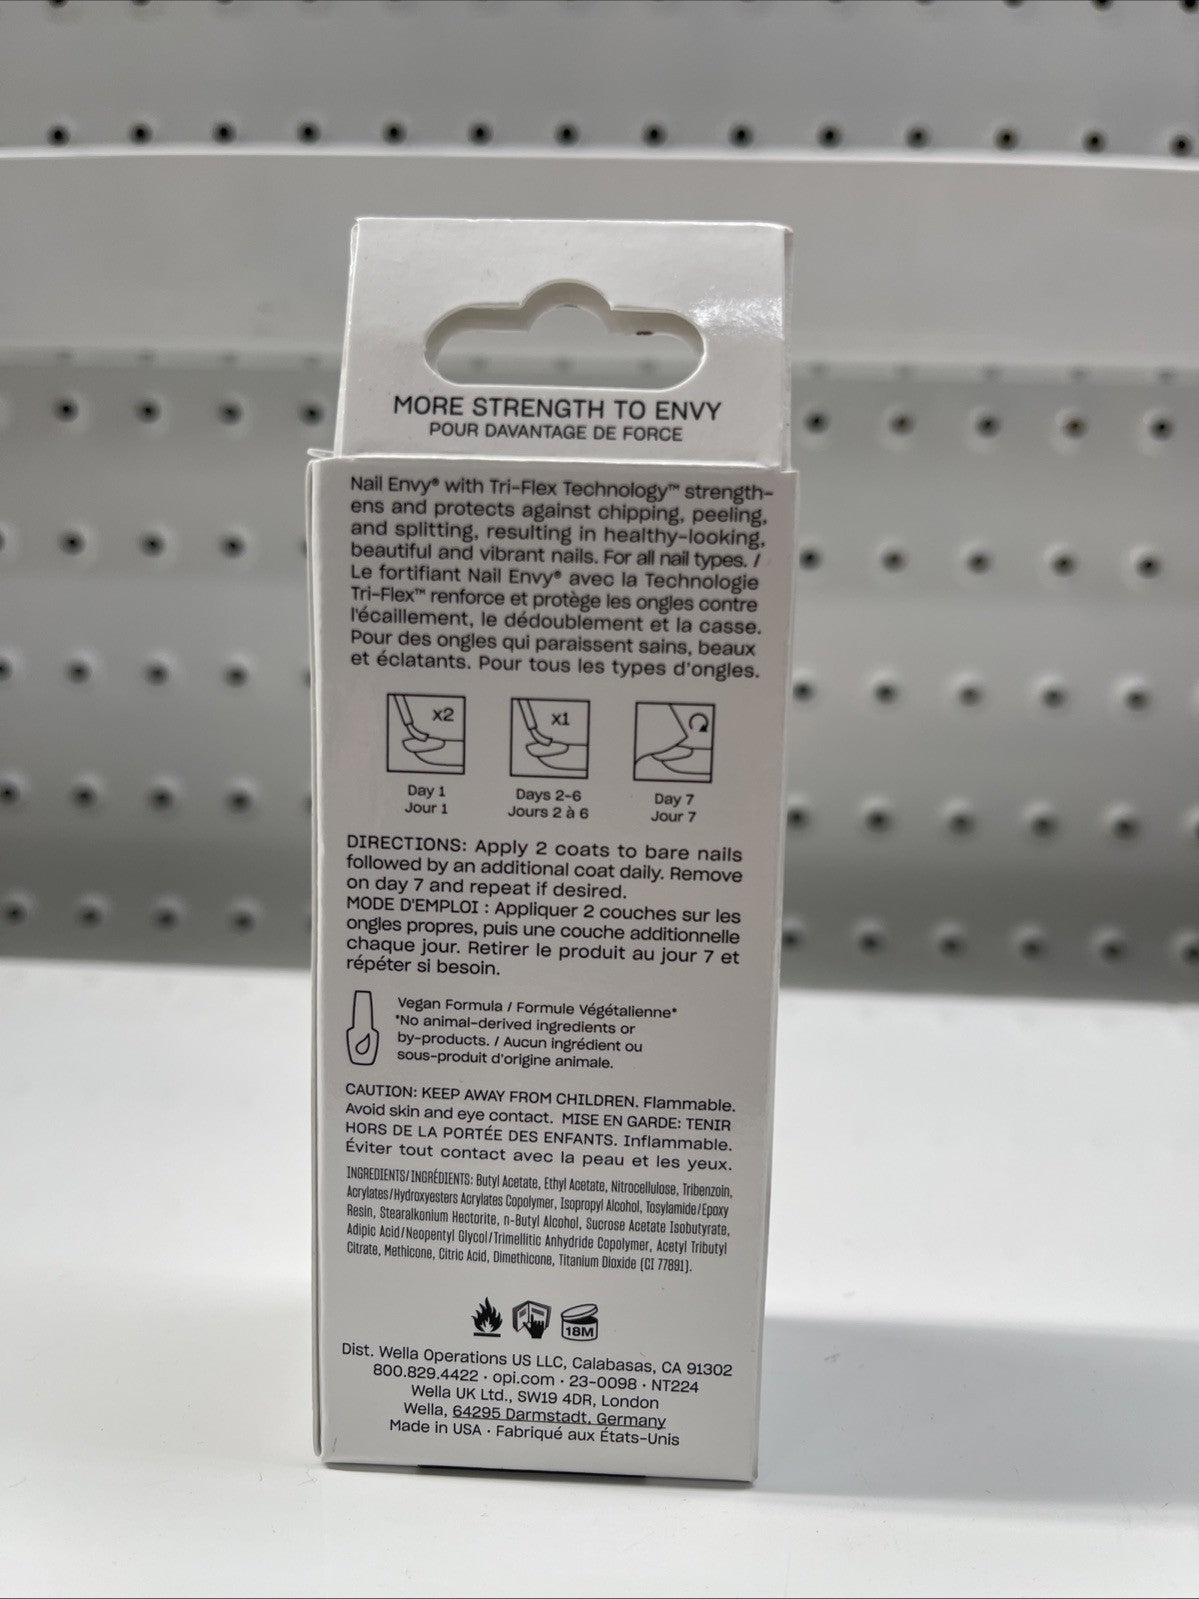 MORE STRENGTH TO ENVY
POUR DAVANTAGE DE FORCE
Nail Envy® with Tri-Flex Technology™ strength-
ens and protects against chipping, peeling,
and splitting, resulting in healthy-looking,
beautiful and vibrant nails. For all nail types. /
Le fortifiant Nail Envy® avec la Technologie
Tri-Flex™ renforce et protège les ongles contre
l'écaillement, le dédoublement et la casse.
Pour des ongles qui paraissent sains, beaux
et éclatants. Pour tous les types d'ongles.
x2 x1
Day 1 Days 2-6 Day 7
Jour 1 Jours 2 à 6 Jour 7
DIRECTIONS: Apply 2 coats to bare nails
followed by an additional coat daily. Remove
on day 7 and repeat if desired.
MODE D'EMPLOI : Appliquer 2 couches sur les
ongles propres, puis une couche additionnelle
chaque jour. Retirer le produit au jour 7 et
répéter si besoin.
Vegan Formula / Formule Végétalienne*
*No animal-derived ingredients or
by-products. / Aucun ingrédient ou
sous-produit d'origine animale.
CAUTION: KEEP AWAY FROM CHILDREN. Flammable.
Avoid skin and eye contact. MISE EN GARDE: TENIR
HORS DE LA PORTÉE DES ENFANTS. Inflammable.
Éviter tout contact avec la peau et les yeux.
INGREDIENTS/INGRÉDIENTS: Butyl Acetate, Ethyl Acetate, Nitrocellulose, Tribenzoin,
Acrylates/Hydroxyesters Acrylates Copolymer, Isopropyl Alcohol, Tosylamide/Epoxy
Resin, Stearalkonium Hectorite, n-Butyl Alcohol, Sucrose Acetate Isobutyrate,
Adipic Acid/Neopentyl Glycol/Trimellitic Anhydride Copolymer, Acetyl Tributyl
Citrate, Methicone, Citric Acid, Dimethicone, Titanium Dioxide (CI 77891).
18M
Dist. Wella Operations US LLC, Calabasas, CA 91302
800.829.4422 · opi.com · 23-0098 · NT224
Wella UK Ltd., SW19 4DR, London
Wella, 64295 Darmstadt, Germany
Made in USA · Fabriqué aux États-Unis